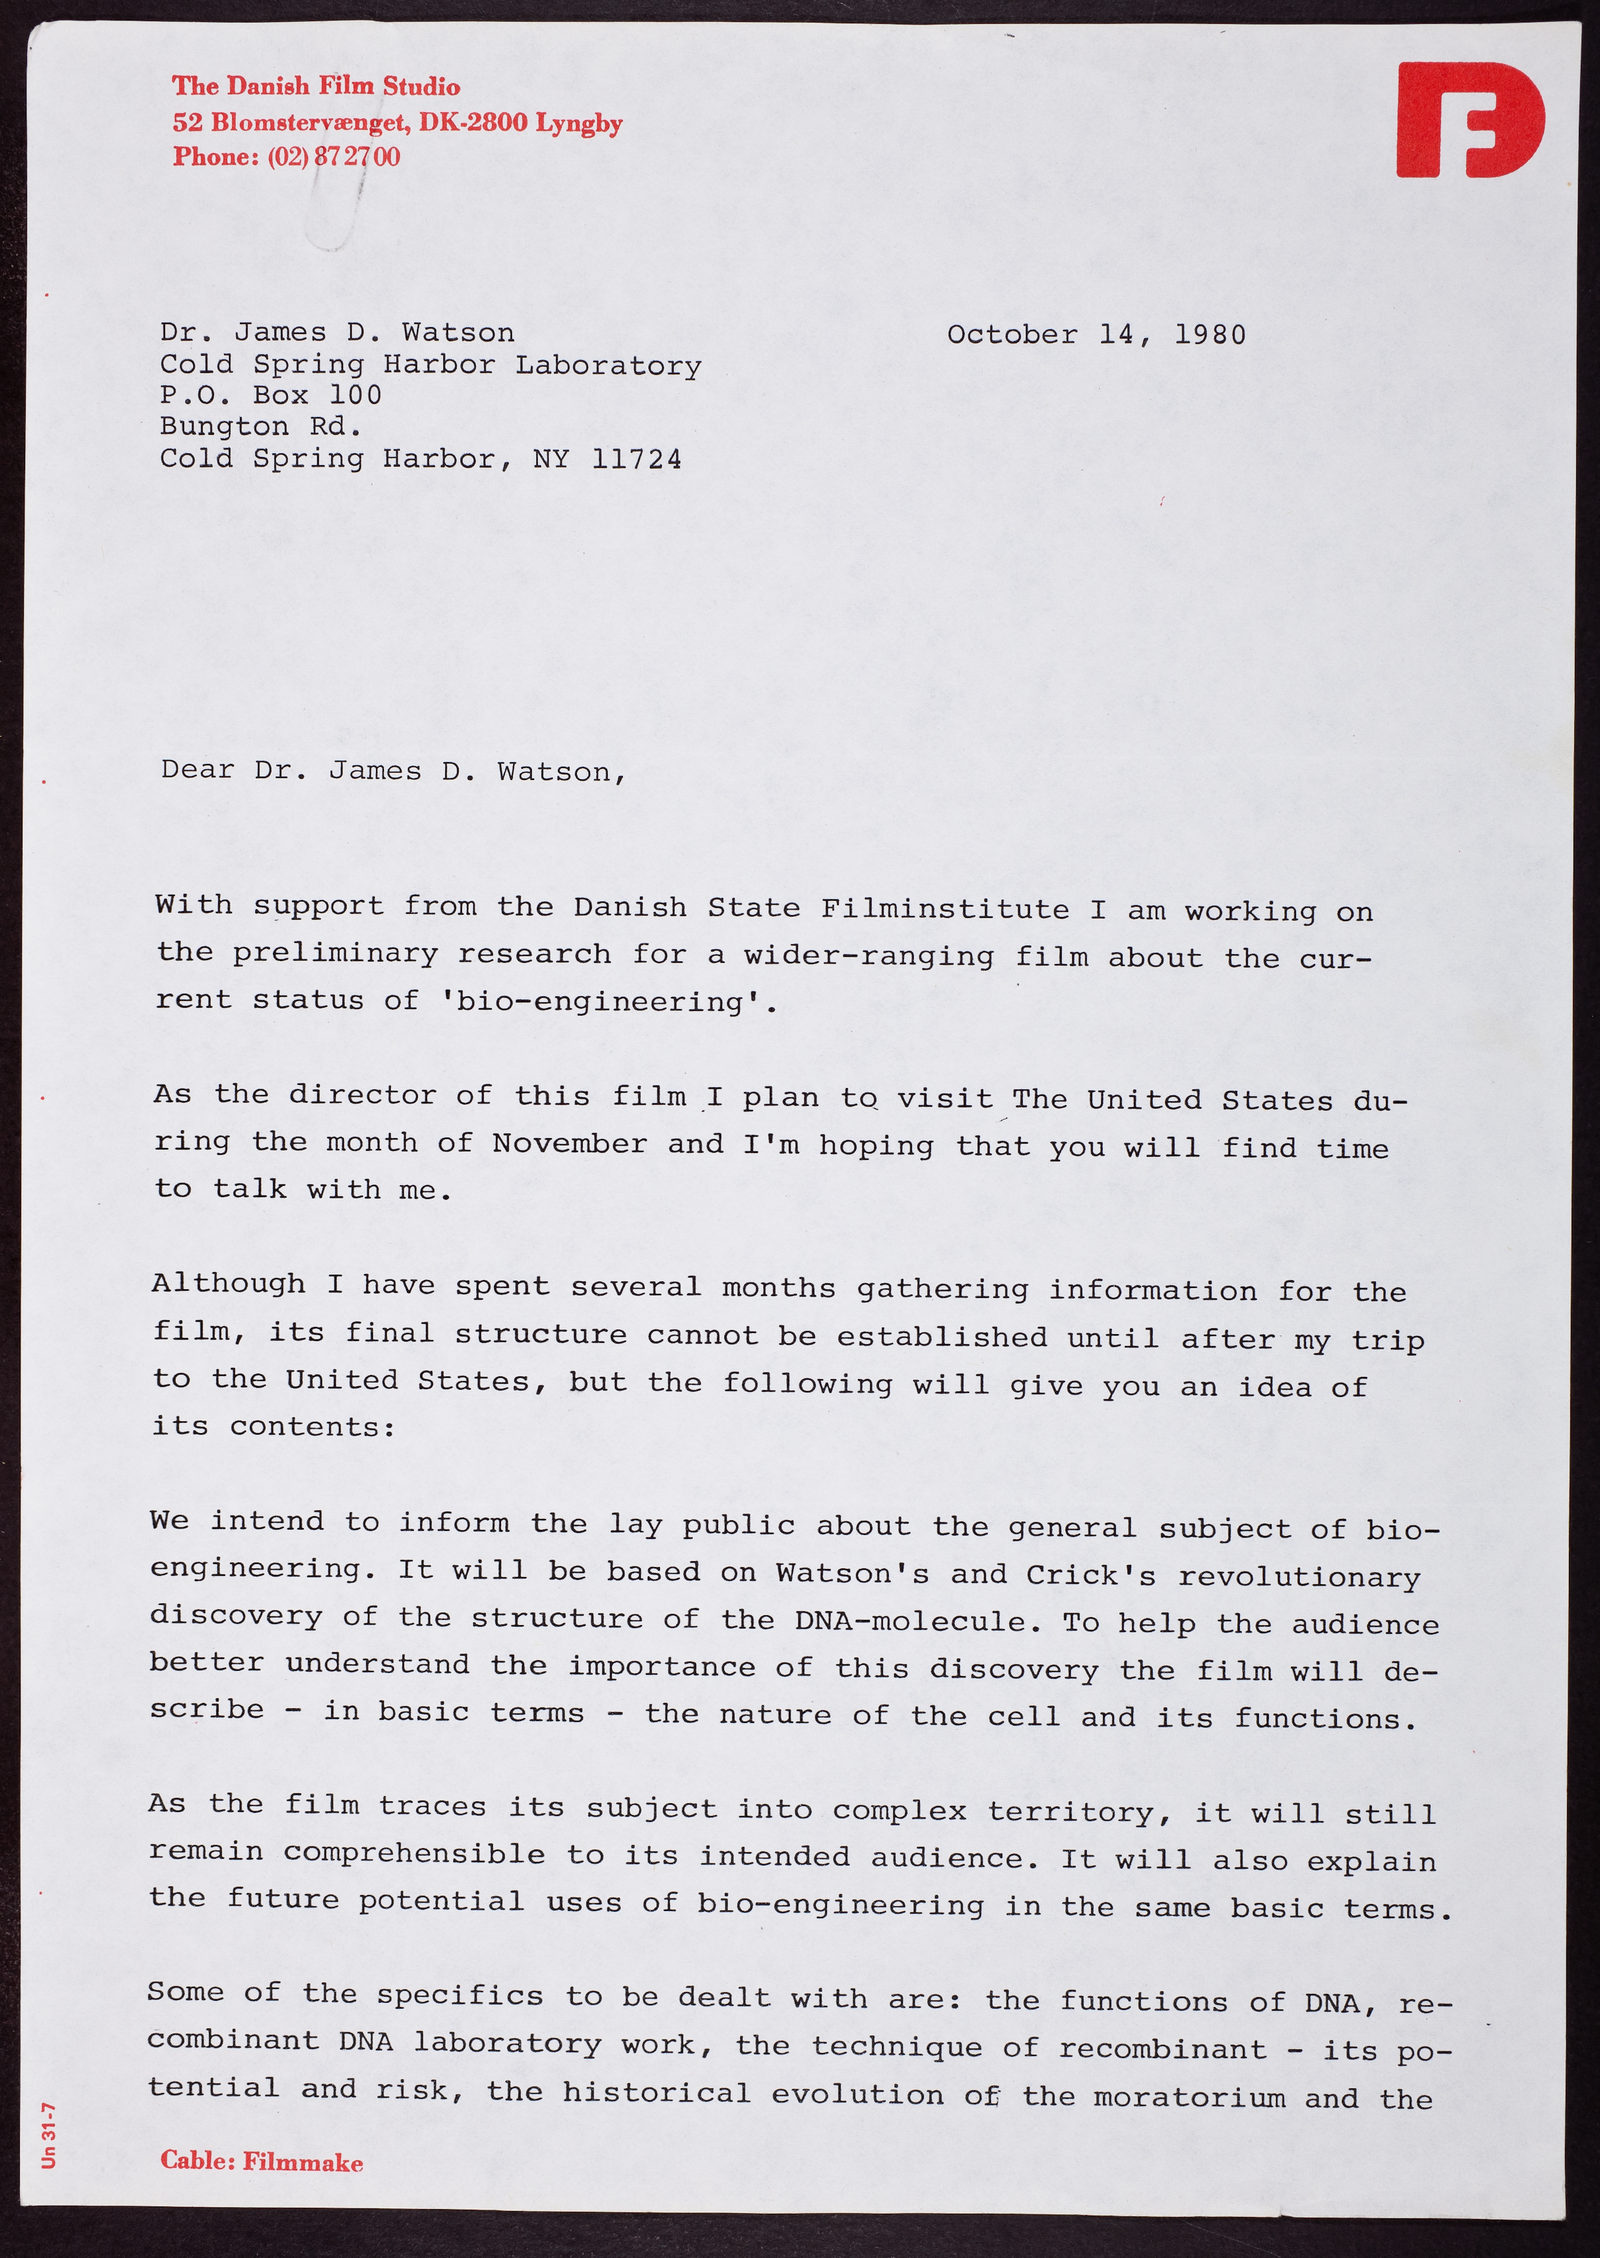 The Danish Film Studio
52 Blomstervænget, DK-2800 Lyngby
Phone: (02) 87 27 00
DF
Dr. James D. Watson
October 14, 1980
Cold Spring Harbor Laboratory
P.O. Box 100
Bungton Rd.
Cold Spring Harbor, NY 11724
Dear Dr. James D. Watson,
With support from the Danish State Filminstitute I am working on
the preliminary research for a wider-ranging film about the cur-
rent status of 'bio-engineering'.
As the director of this film I plan to visit The United States du-
ring the month of November and I'm hoping that you will find time
to talk with me.
Although I have spent several months gathering information for the
film, its final structure cannot be established until after my trip
to the United States, but the following will give you an idea of
its contents:
We intend to inform the lay public about the general subject of bio-
engineering. It will be based on Watson's and Crick's revolutionary
discovery of the structure of the DNA-molecule. To help the audience
better understand the importance of this discovery the film will de-
scribe - in basic terms - the nature of the cell and its functions.
As the film traces its subject into complex territory, it will still
remain comprehensible to its intended audience. It will also explain
the future potential uses of bio-engineering in the same basic terms.
Some of the specifics to be dealt with are: the functions of DNA, re-
combinant DNA laboratory work, the technique of recombinant - its po-
tential and risk, the historical evolution of the moratorium and the
Un 31-7
Cable: Filmmake